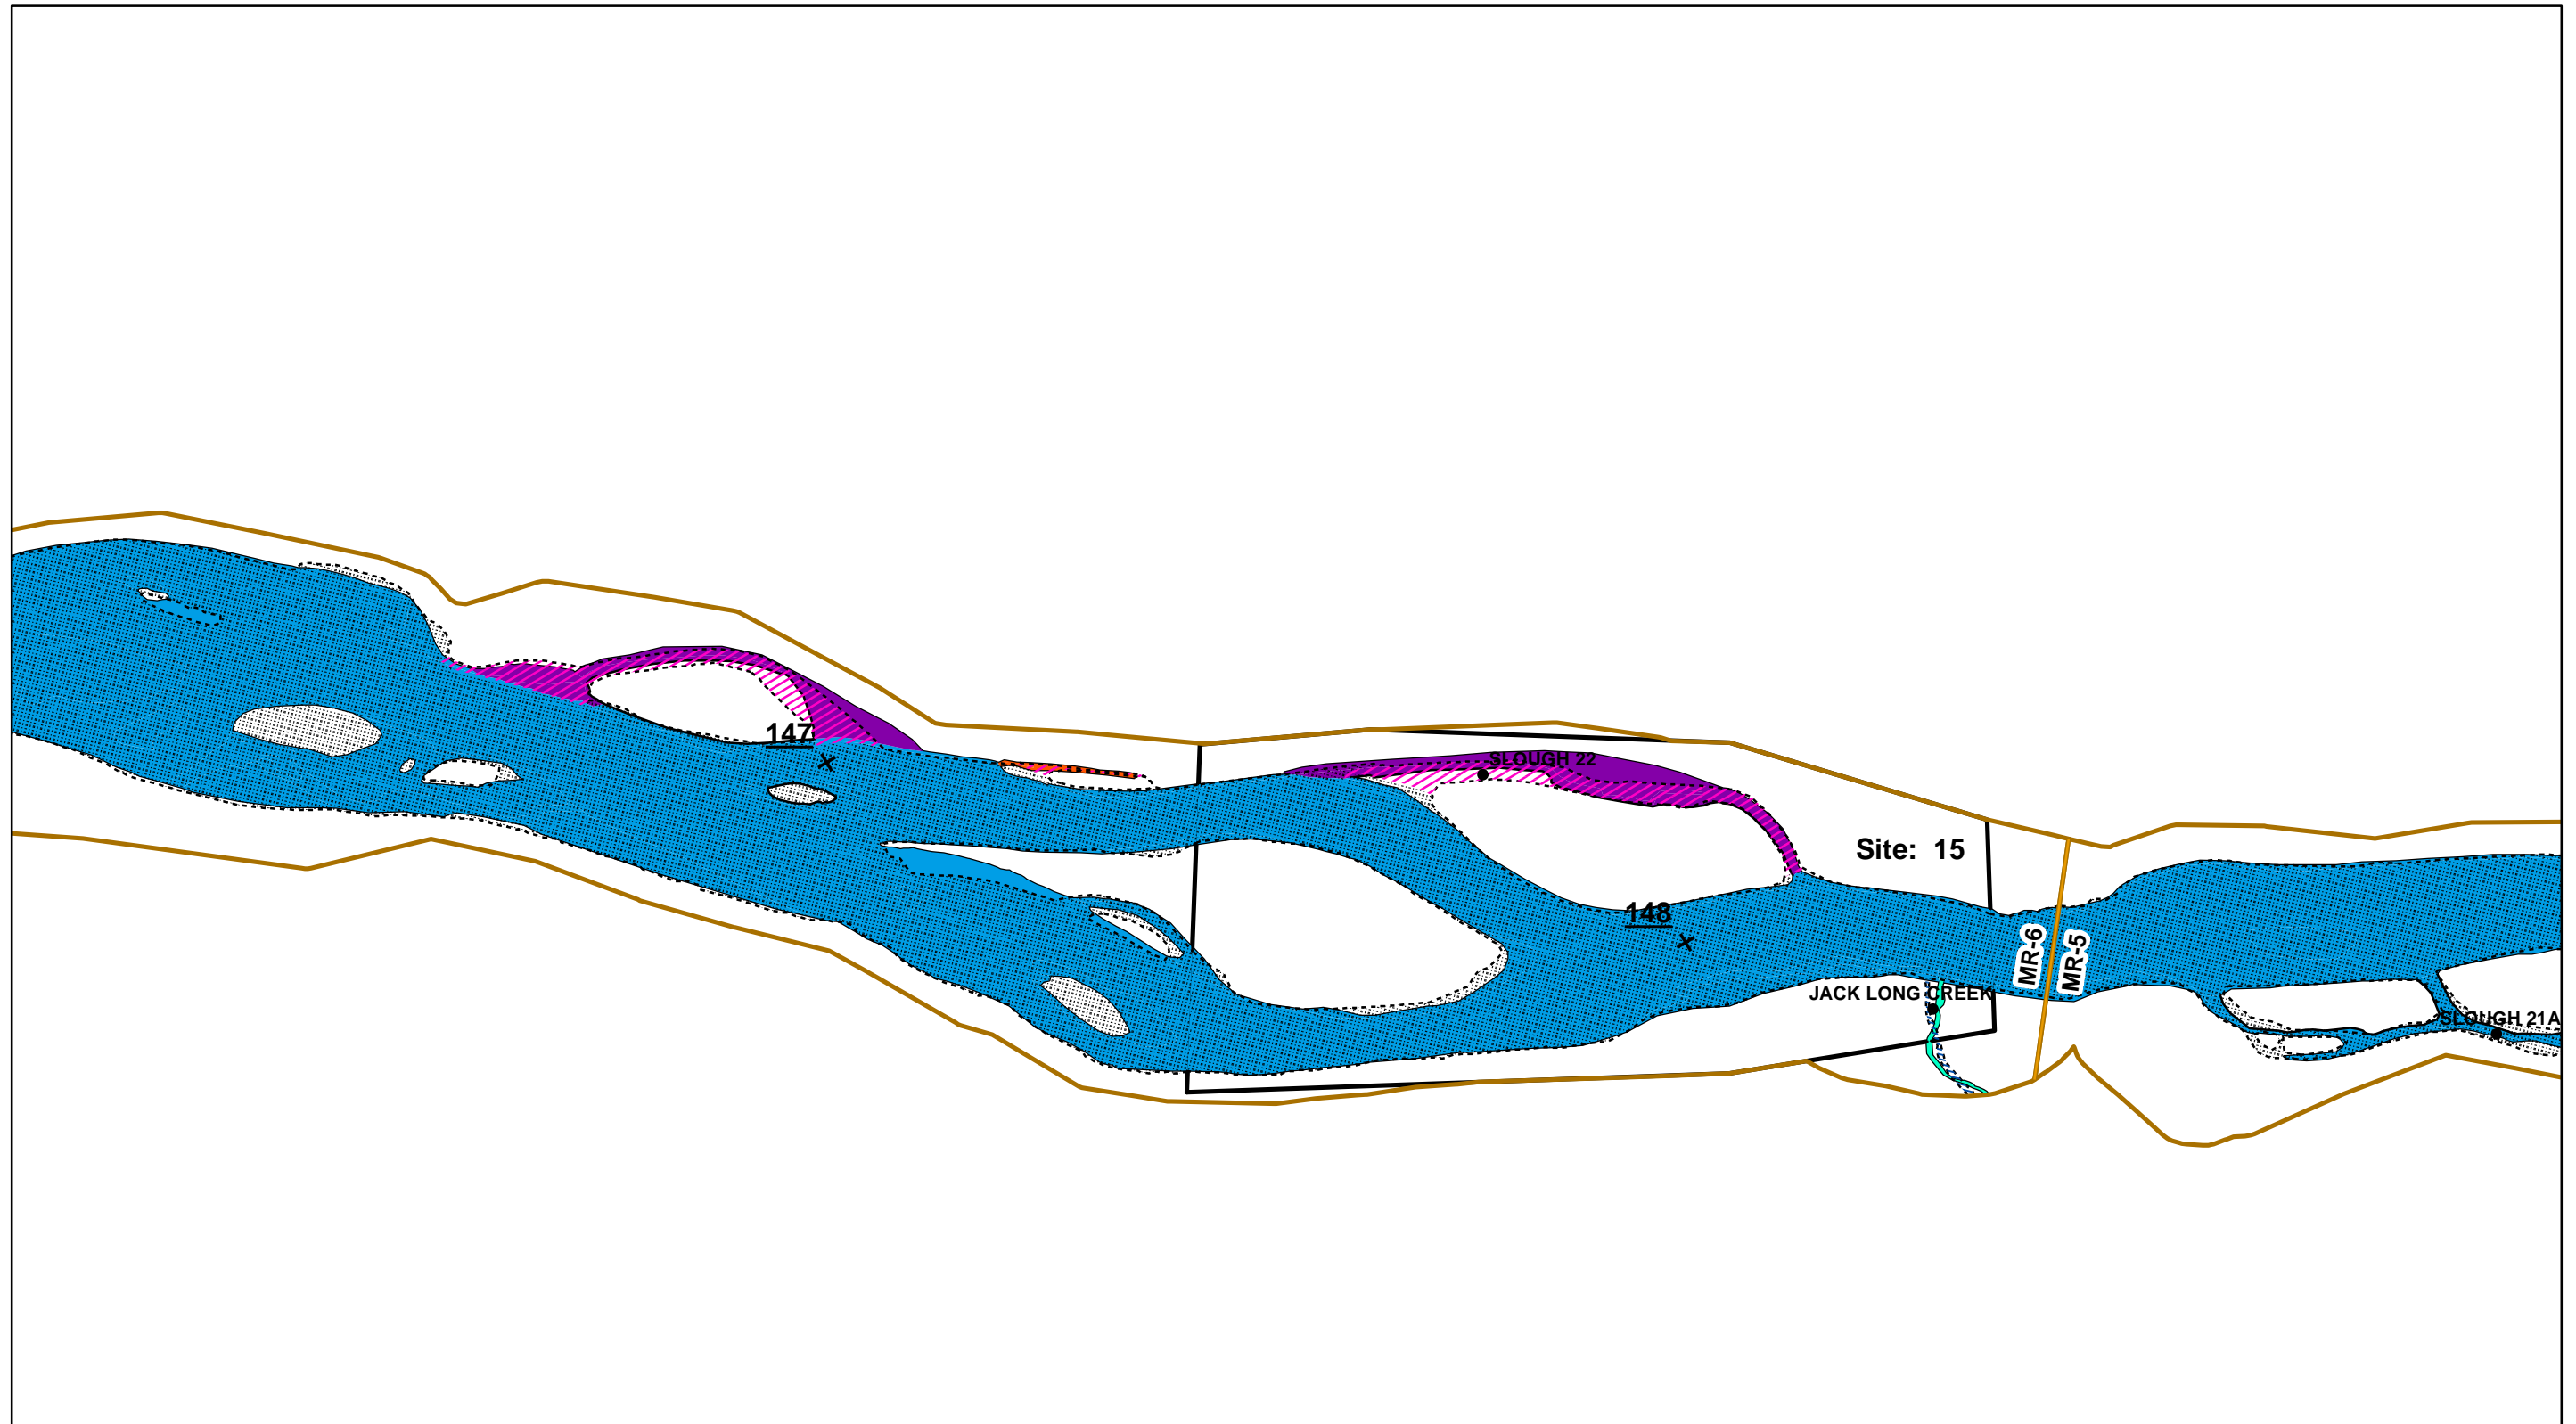 147
SLOUGH 22
Site: 15
148
MR-6
MR-5
JACK LONG CREEK
SLOUGH 21A